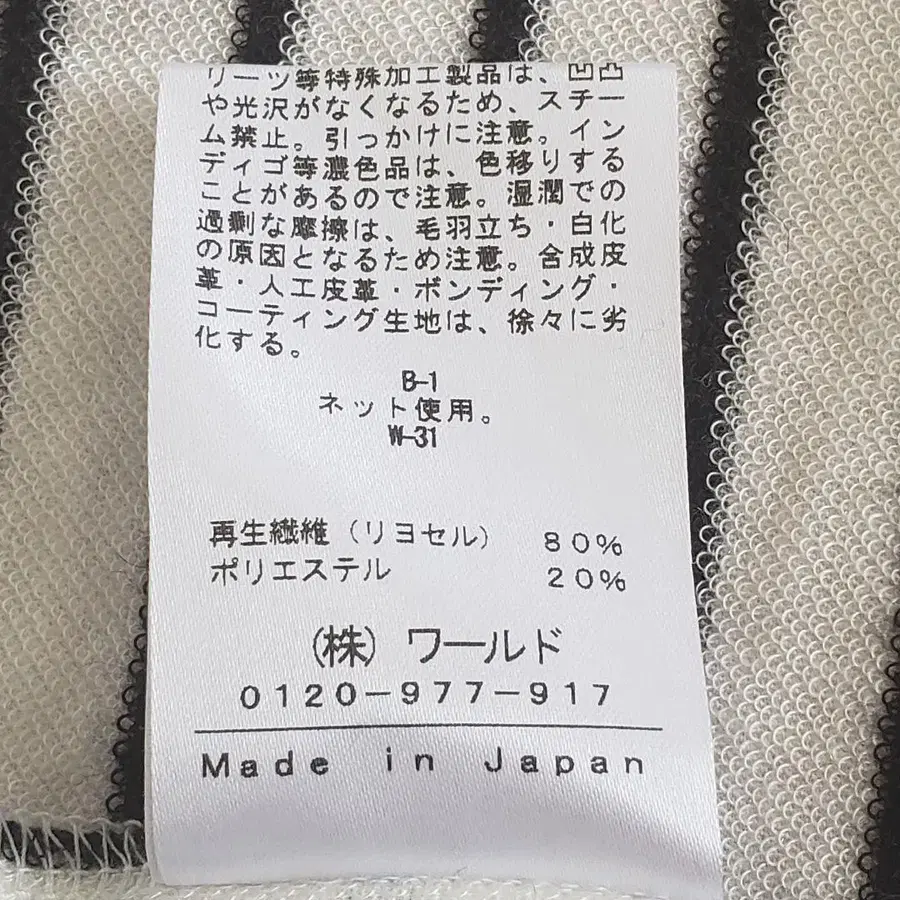 リーツ等特殊加工製品は、凹凸
や光沢がなくなるため、スチー
ム禁止。引っかけに注意。イン
ディゴ等濃色品は、色移りする
ことがあるので注意。湿潤での
過剰な摩擦は、毛羽立ち・白化
の原因となるため注意。合成皮
革・人工皮革・ボンディング・
コーティング生地は、徐々に劣
化する。
B-1
ネット使用。
W-31
再生繊維（リヨセル） 80%
ポリエステル 20%
（株）ワールド
0120-977-917
Made in Japan